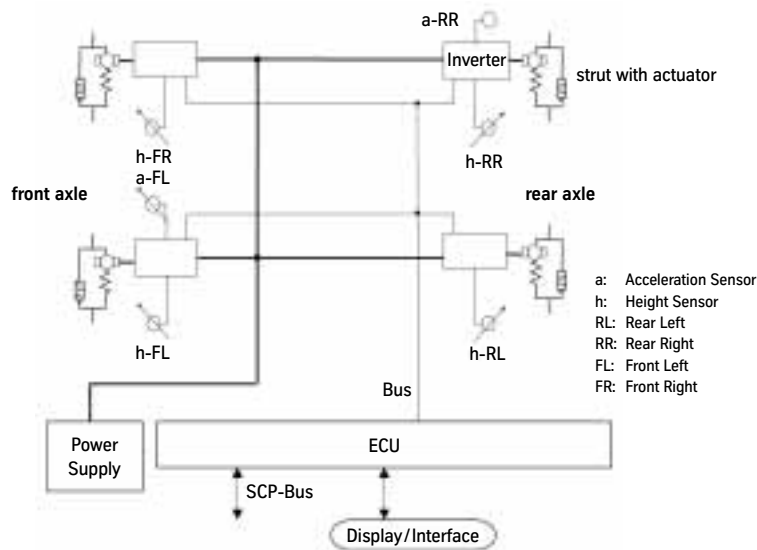 a-RR
Inverter
strut with actuator
h-FR
a-FL
h-RR
front axle
rear axle
a: Acceleration Sensor
h: Height Sensor
RL: Rear Left
RR: Rear Right
FL: Front Left
FR: Front Right
h-FL
h-RL
Bus
Power
Supply
ECU
SCP-Bus
Display/Interface